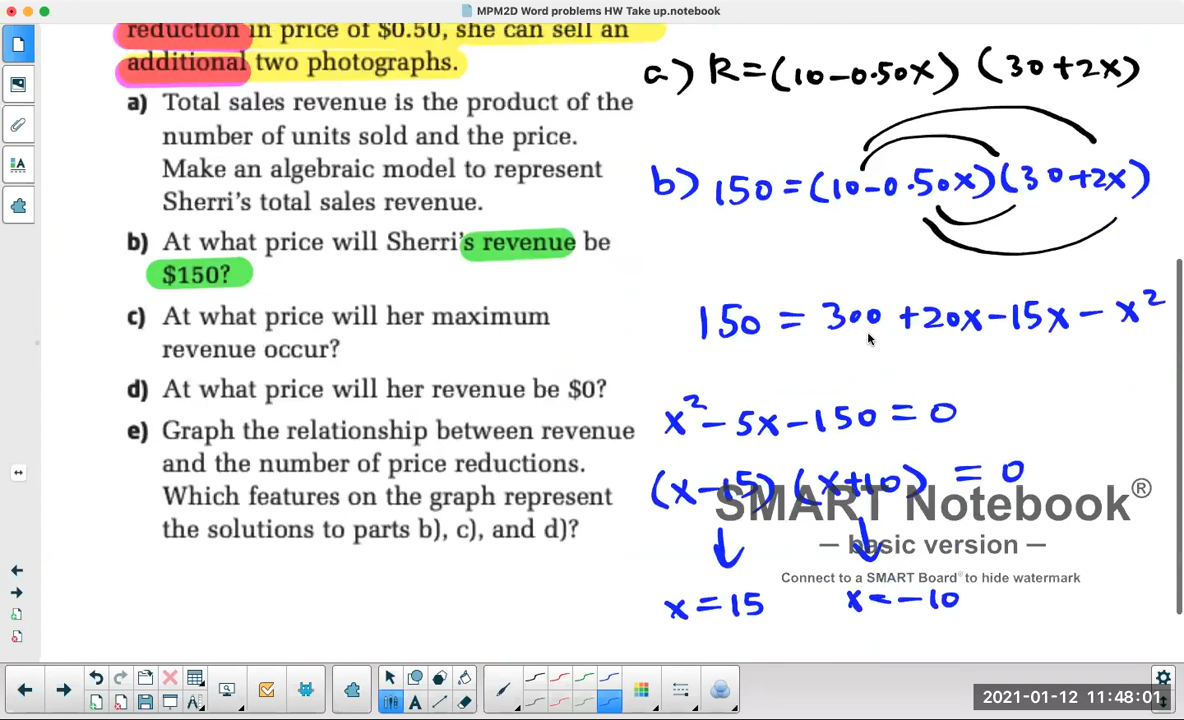 MPM2D Word problems HW Take up.notebook
reduction in price of $0.50, she can sell an
additional two photographs.
a) Total sales revenue is the product of the
number of units sold and the price.
Make an algebraic model to represent
Sherri's total sales revenue.
b) At what price will Sherri's revenue be
$150?
c) At what price will her maximum
revenue occur?
d) At what price will her revenue be $0?
e) Graph the relationship between revenue
and the number of price reductions.
Which features on the graph represent
the solutions to parts b), c), and d)?
a) R=(10-0.50x) (30+2x)
b) 150=(10-0.50x)(30+2x)
150 = 300 +20x-15x-x²
x²-5x-150=0
(x-15)(x+10) = 0
x=15 x=-10
SMART Notebook®
— basic version —
Connect to a SMART Board® to hide watermark
2021-01-12 11:48:01